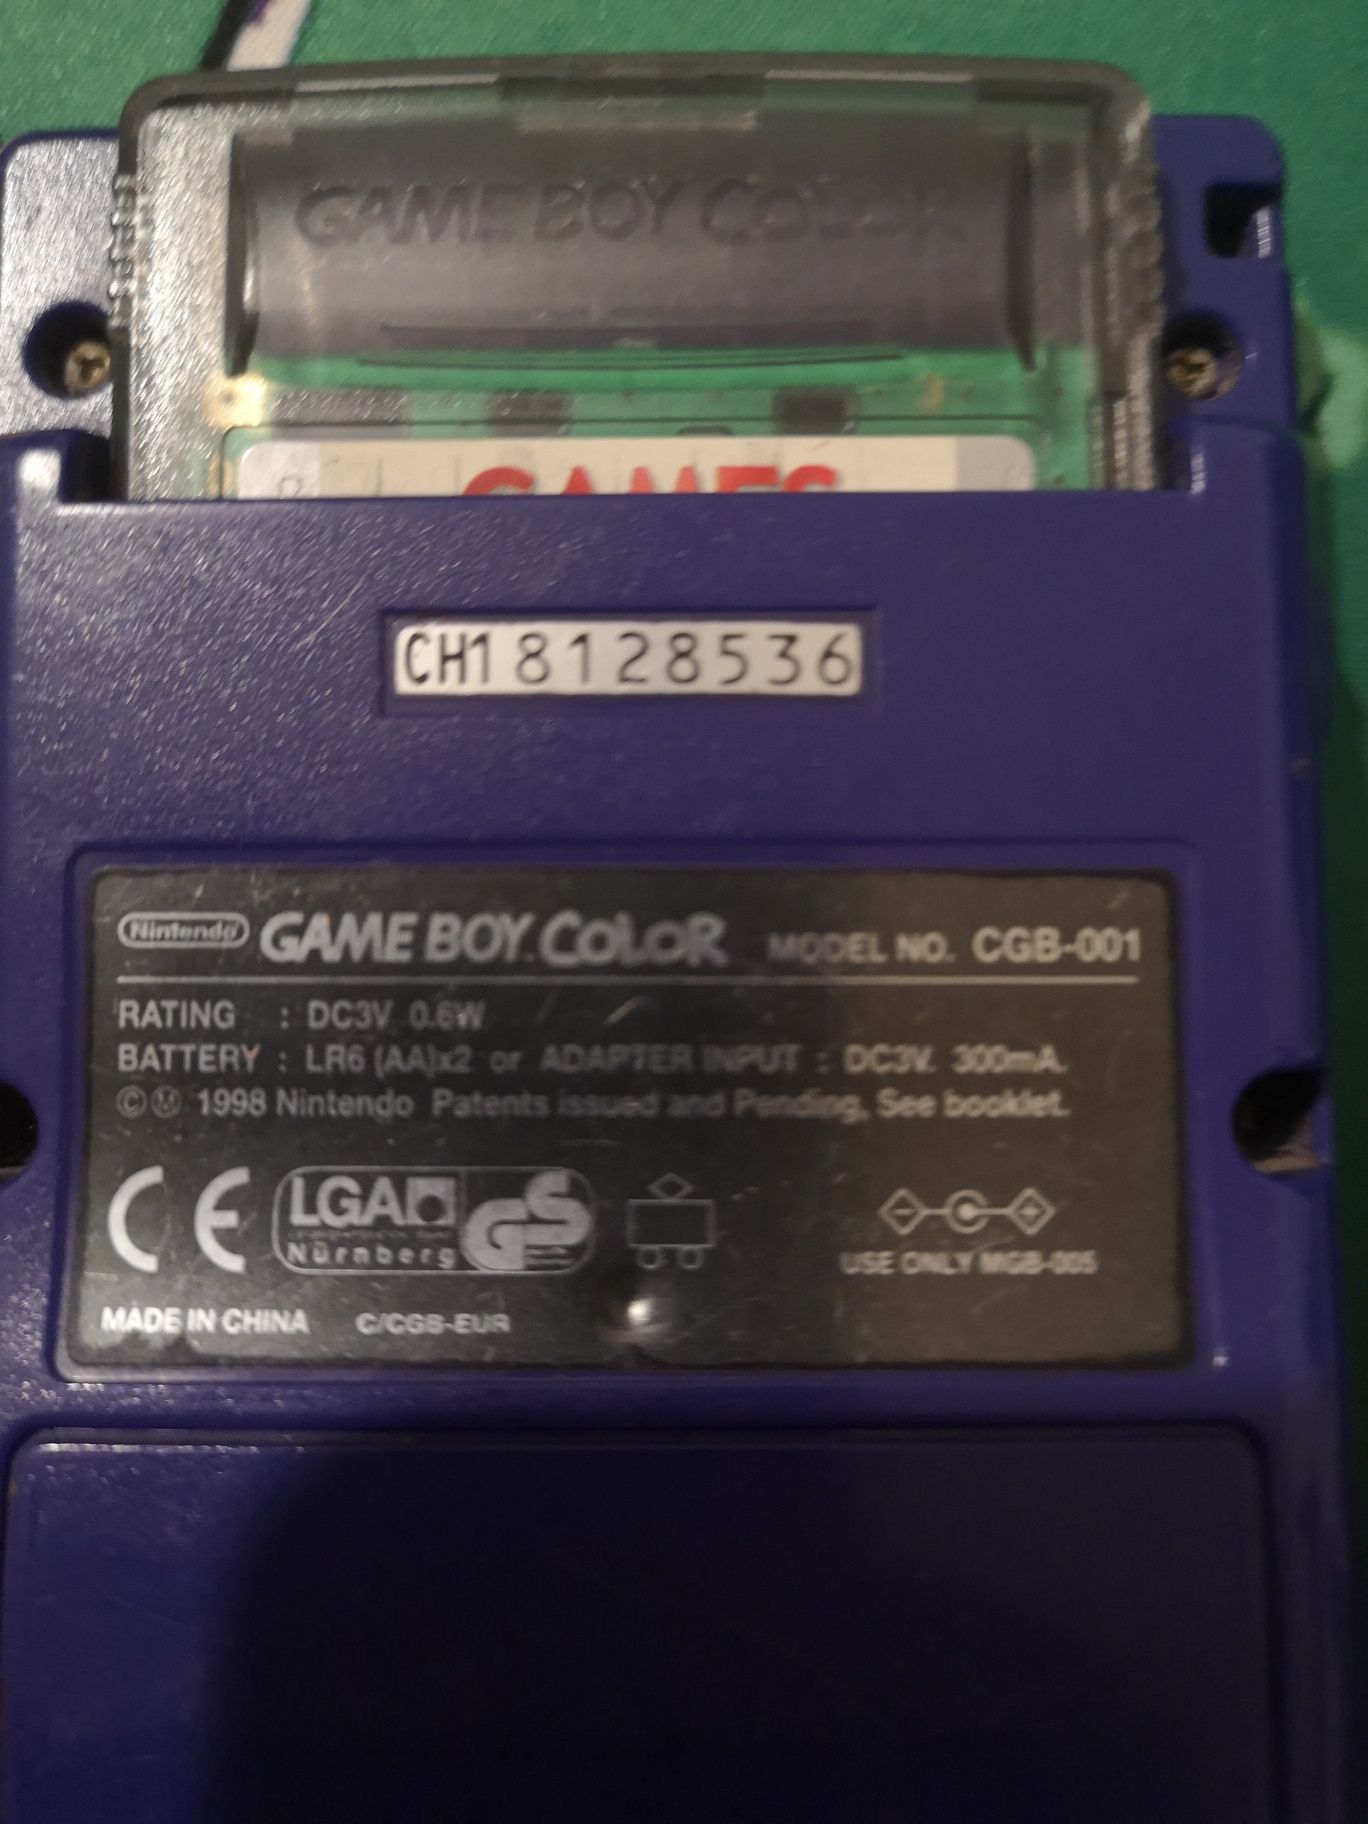 GAME BOY COLOR
GAMES
CH18128536
Nintendo GAME BOY COLOR MODEL NO. CGB-001
RATING : DC3V 0.6W
BATTERY : LR6 (AA)x2 or ADAPTER INPUT : DC3V 300mA.
© Ⓜ 1998 Nintendo Patents issued and Pending, See booklet.
CE LGA GS
Nürnberg
USE ONLY MGB-005
MADE IN CHINA C/CGB-EUR